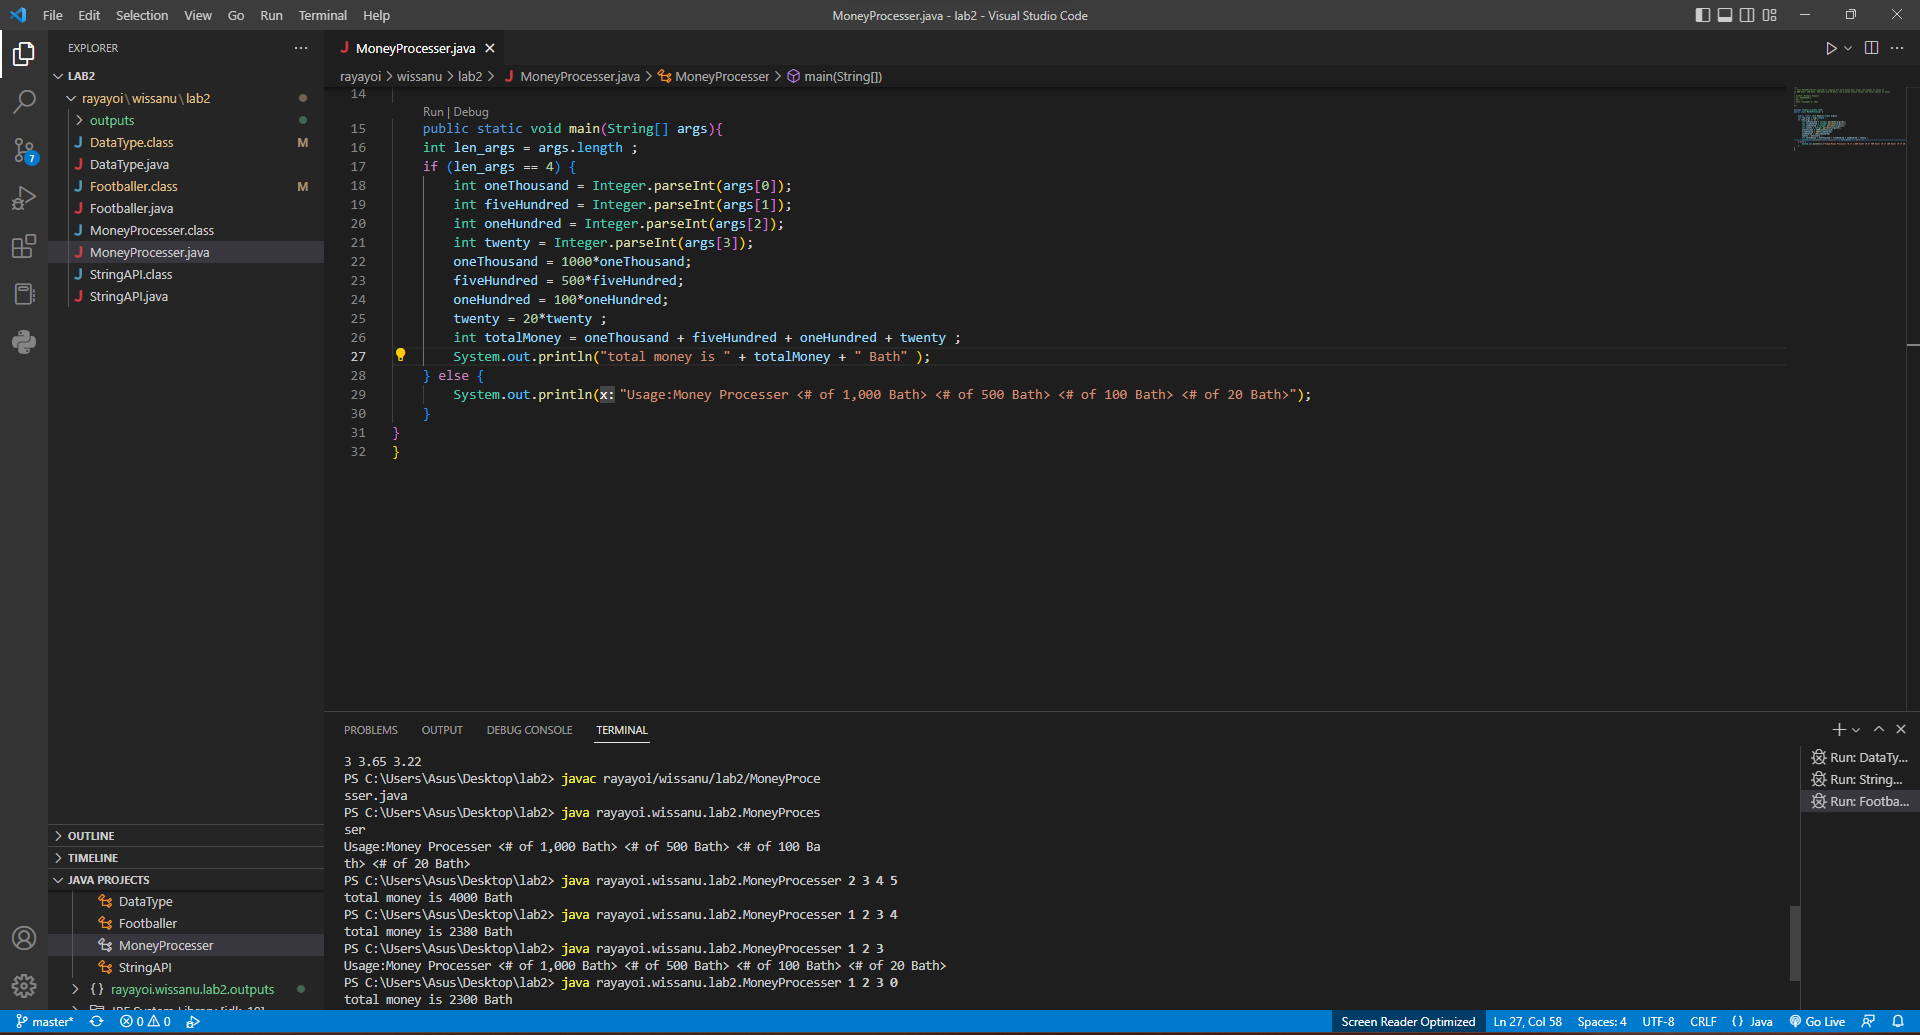 File Edit Selection View Go Run Terminal Help
MoneyProcesser.java - lab2 - Visual Studio Code
EXPLORER
LAB2
rayayoi\wissanu\lab2
outputs
DataType.class M
DataType.java
Footballer.class M
Footballer.java
MoneyProcesser.class
MoneyProcesser.java
StringAPI.class
StringAPI.java
7
OUTLINE
TIMELINE
JAVA PROJECTS
DataType
Footballer
MoneyProcesser
StringAPI
{} rayayoi.wissanu.lab2.outputs
MoneyProcesser.java
rayayoi > wissanu > lab2 > J MoneyProcesser.java > MoneyProcesser > main(String[])
14
Run | Debug
15 public static void main(String[] args){
16 int len_args = args.length ;
17 if (len_args == 4) {
18 int oneThousand = Integer.parseInt(args[0]);
19 int fiveHundred = Integer.parseInt(args[1]);
20 int oneHundred = Integer.parseInt(args[2]);
21 int twenty = Integer.parseInt(args[3]);
22 oneThousand = 1000*oneThousand;
23 fiveHundred = 500*fiveHundred;
24 oneHundred = 100*oneHundred;
25 twenty = 20*twenty ;
26 int totalMoney = oneThousand + fiveHundred + oneHundred + twenty ;
27 System.out.println("total money is " + totalMoney + " Bath" );
28 } else {
29 System.out.println(x: "Usage:Money Processer <# of 1,000 Bath> <# of 500 Bath> <# of 100 Bath> <# of 20 Bath>");
30 }
31 }
32 }
PROBLEMS OUTPUT DEBUG CONSOLE TERMINAL
3 3.65 3.22
PS C:\Users\Asus\Desktop\lab2> javac rayayoi/wissanu/lab2/MoneyProce
sser.java
PS C:\Users\Asus\Desktop\lab2> java rayayoi.wissanu.lab2.MoneyProces
ser
Usage:Money Processer <# of 1,000 Bath> <# of 500 Bath> <# of 100 Ba
th> <# of 20 Bath>
PS C:\Users\Asus\Desktop\lab2> java rayayoi.wissanu.lab2.MoneyProcesser 2 3 4 5
total money is 4000 Bath
PS C:\Users\Asus\Desktop\lab2> java rayayoi.wissanu.lab2.MoneyProcesser 1 2 3 4
total money is 2380 Bath
PS C:\Users\Asus\Desktop\lab2> java rayayoi.wissanu.lab2.MoneyProcesser 1 2 3
Usage:Money Processer <# of 1,000 Bath> <# of 500 Bath> <# of 100 Bath> <# of 20 Bath>
PS C:\Users\Asus\Desktop\lab2> java rayayoi.wissanu.lab2.MoneyProcesser 1 2 3 0
total money is 2300 Bath
Run: DataTy...
Run: String...
Run: Footba...
master* 0 0
Screen Reader Optimized Ln 27, Col 58 Spaces: 4 UTF-8 CRLF {} Java Go Live